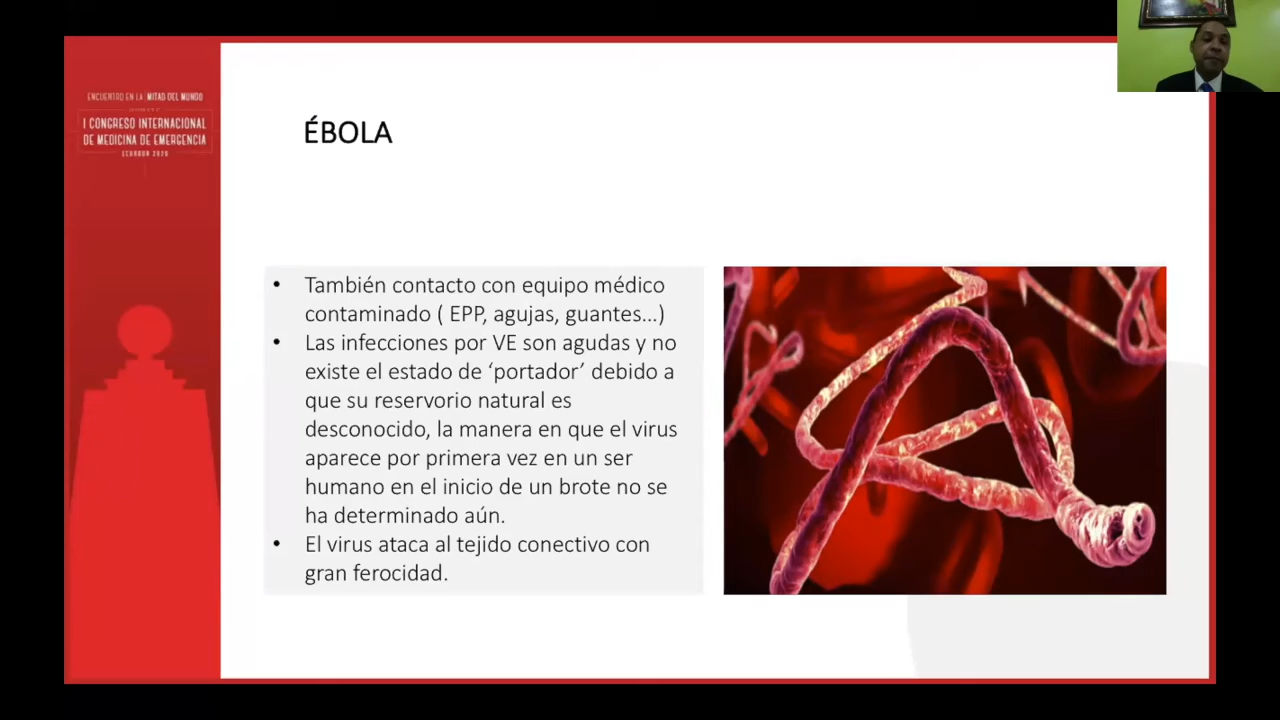 ENCUENTRO EN LA MITAD DEL MUNDO
I CONGRESO INTERNACIONAL
DE MEDICINA DE EMERGENCIA
ECUADOR 2020
ÉBOLA
• También contacto con equipo médico
contaminado ( EPP, agujas, guantes...)
• Las infecciones por VE son agudas y no
existe el estado de ‘portador’ debido a
que su reservorio natural es
desconocido, la manera en que el virus
aparece por primera vez en un ser
humano en el inicio de un brote no se
ha determinado aún.
• El virus ataca al tejido conectivo con
gran ferocidad.